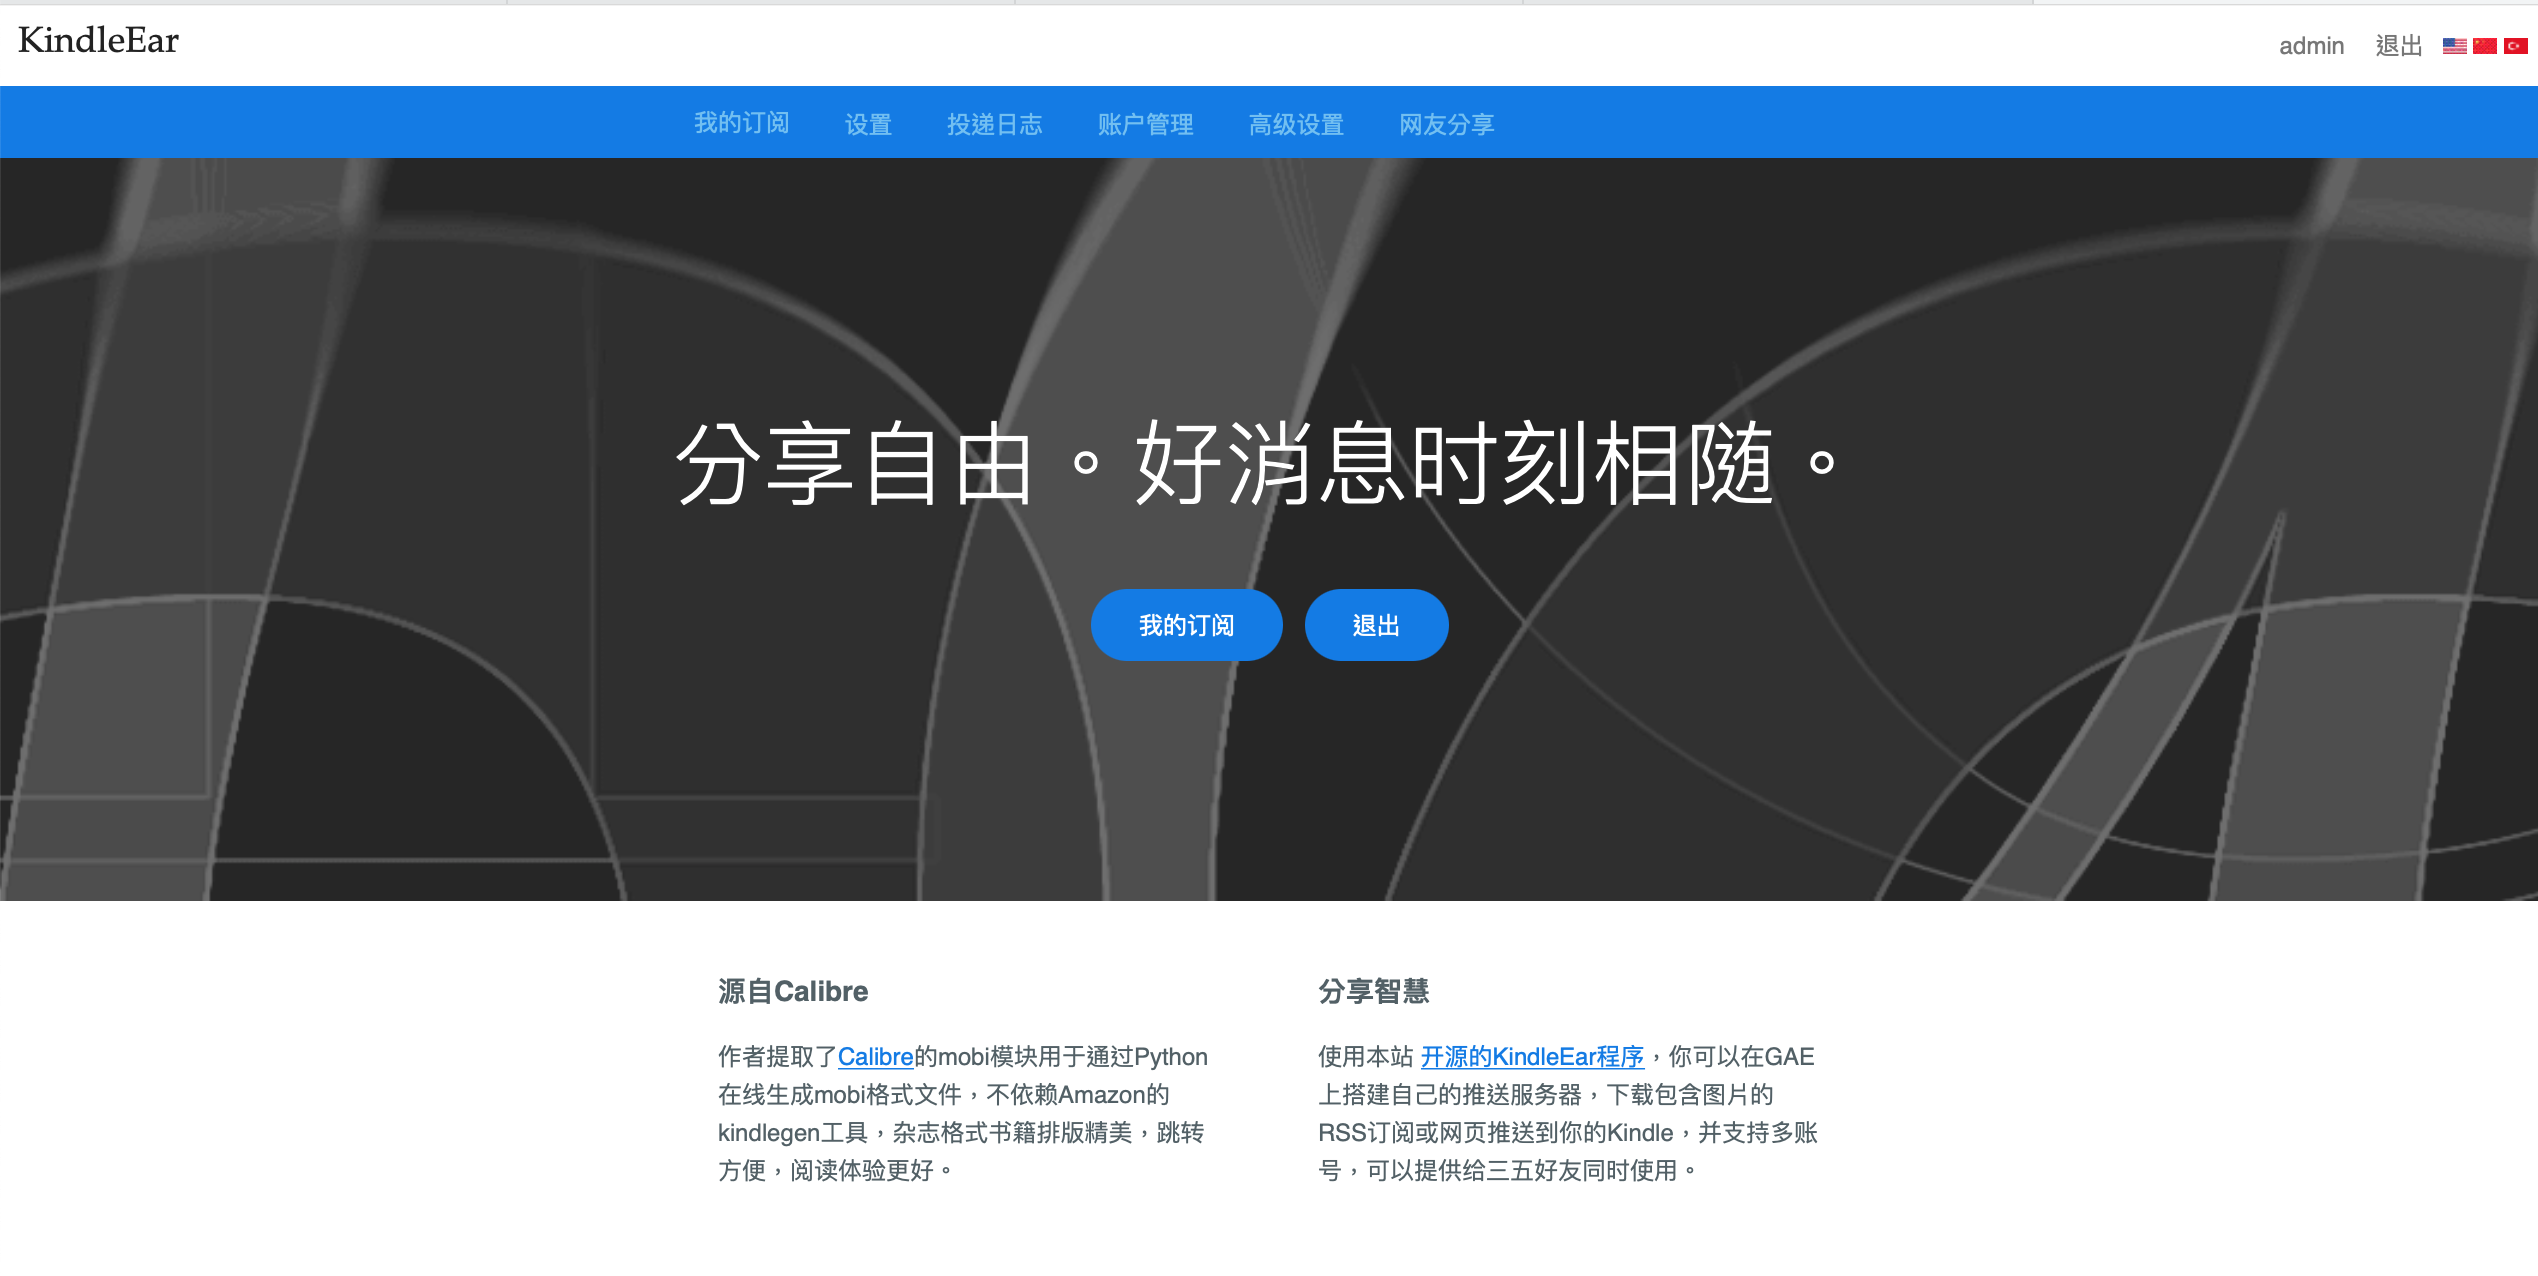 KindleEar
admin 退出
我的订阅 设置 投递日志 账户管理 高级设置 网友分享
分享自由。好消息时刻相随。
我的订阅 退出
源自Calibre
作者提取了Calibre的mobi模块用于通过Python
在线生成mobi格式文件，不依赖Amazon的
kindlegen工具，杂志格式书籍排版精美，跳转
方便，阅读体验更好。
分享智慧
使用本站 开源的KindleEar程序，你可以在GAE
上搭建自己的推送服务器，下载包含图片的
RSS订阅或网页推送到你的Kindle，并支持多账
号，可以提供给三五好友同时使用。